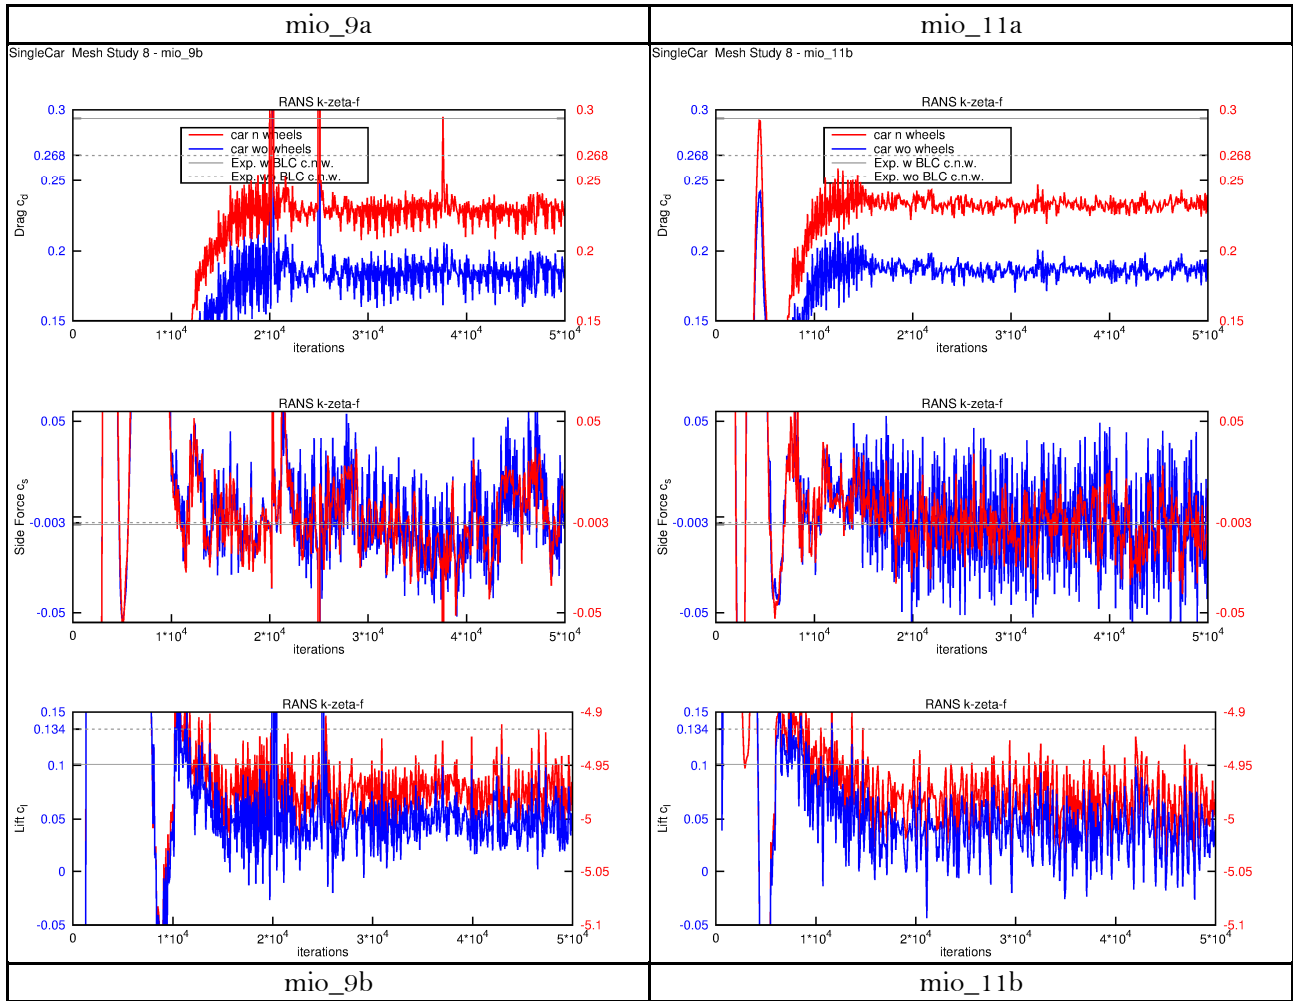 mio_9a
mio_11a
SingleCar Mesh Study 8 - mio_9b
SingleCar Mesh Study 8 - mio_11b
RANS k-zeta-f
0.3
0.268
0.25
0.2
0.15
Drag c_d
0.3
0.268
0.25
0.2
0.15
car n wheels
car wo wheels
Exp. w BLC c.n.w.
Exp. wo BLC c.n.w.
0
1*10^4
2*10^4
3*10^4
4*10^4
5*10^4
iterations
RANS k-zeta-f
0.3
0.268
0.25
0.2
0.15
Drag c_d
0.3
0.268
0.25
0.2
0.15
car n wheels
car wo wheels
Exp. w BLC c.n.w.
Exp. wo BLC c.n.w.
0
1*10^4
2*10^4
3*10^4
4*10^4
5*10^4
iterations
RANS k-zeta-f
0.05
-0.003
-0.05
Side Force c_s
0.05
-0.003
-0.05
0
1*10^4
2*10^4
3*10^4
4*10^4
5*10^4
iterations
RANS k-zeta-f
0.05
-0.003
-0.05
Side Force c_s
0.05
-0.003
-0.05
0
1*10^4
2*10^4
3*10^4
4*10^4
5*10^4
iterations
RANS k-zeta-f
0.15
0.134
0.1
0.05
0
-0.05
Lift c_l
-4.9
-4.95
-5
-5.05
-5.1
0
1*10^4
2*10^4
3*10^4
4*10^4
5*10^4
iterations
RANS k-zeta-f
0.15
0.134
0.1
0.05
0
-0.05
Lift c_l
-4.9
-4.95
-5
-5.05
-5.1
0
1*10^4
2*10^4
3*10^4
4*10^4
5*10^4
iterations
mio_9b
mio_11b